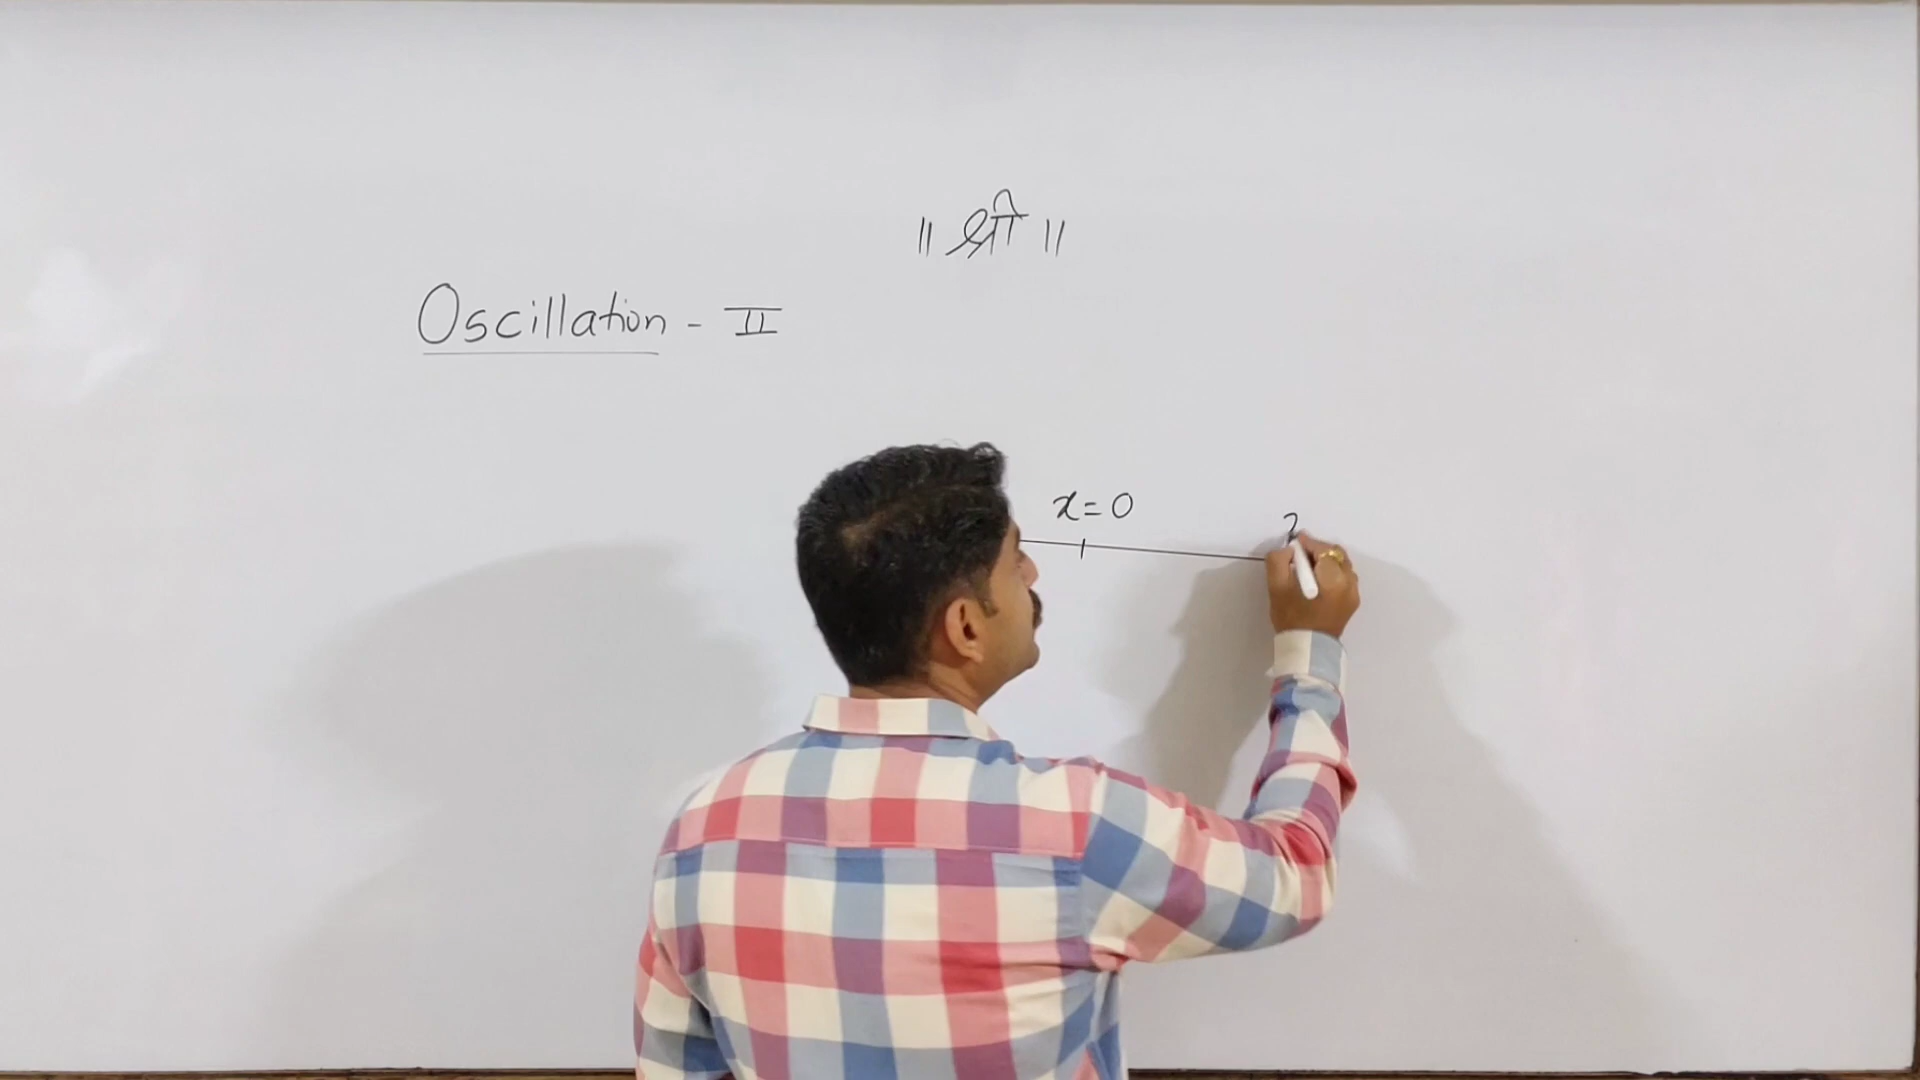 ॥ श्री ॥
Oscillation - II
x = 0